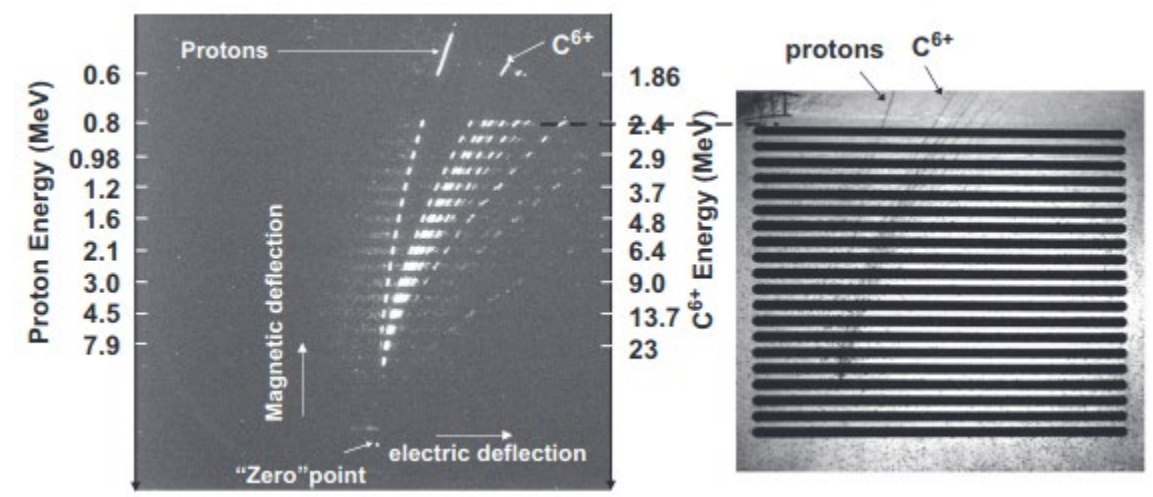 Protons
C6+
Proton Energy (MeV)
0.6
0.8
0.98
1.2
1.6
2.1
3.0
4.5
7.9
Magnetic deflection
electric deflection
“Zero”point
1.86
2.4
2.9
3.7
4.8
6.4
9.0
13.7
23
C6+ Energy (MeV)
protons
C6+